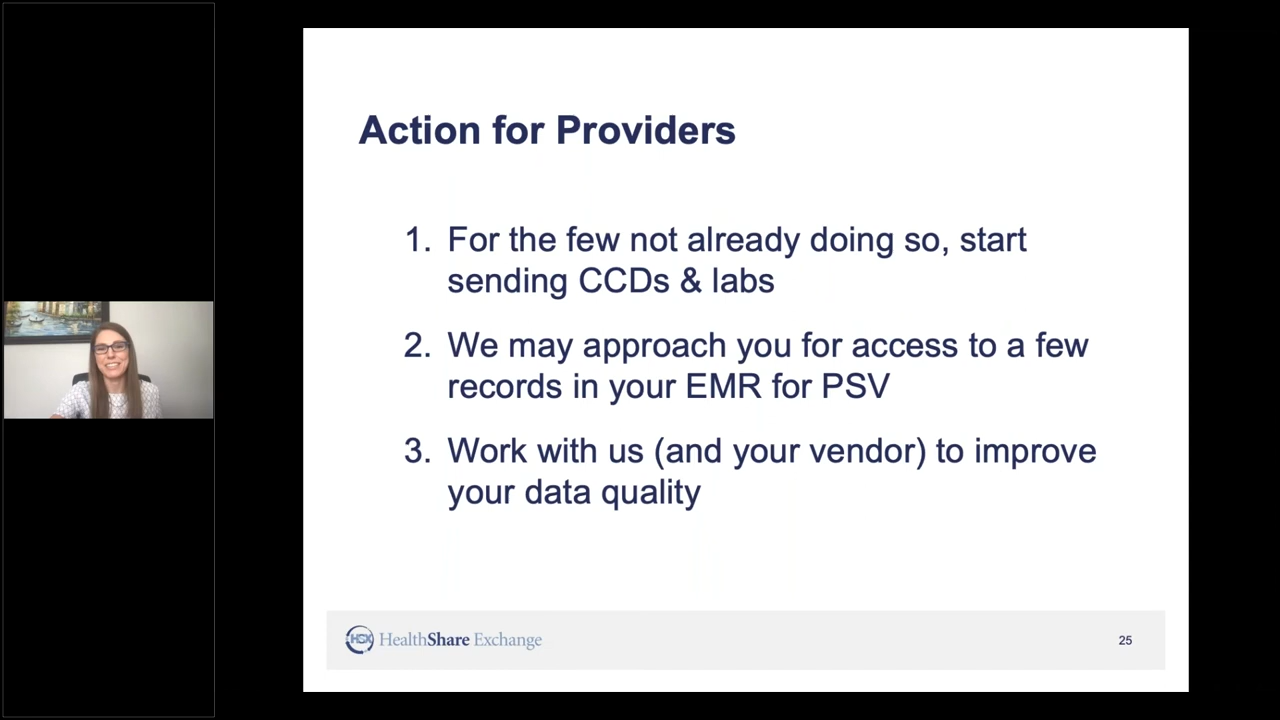 Action for Providers
1. For the few not already doing so, start
sending CCDs & labs
2. We may approach you for access to a few
records in your EMR for PSV
3. Work with us (and your vendor) to improve
your data quality
HSX HealthShare Exchange
25